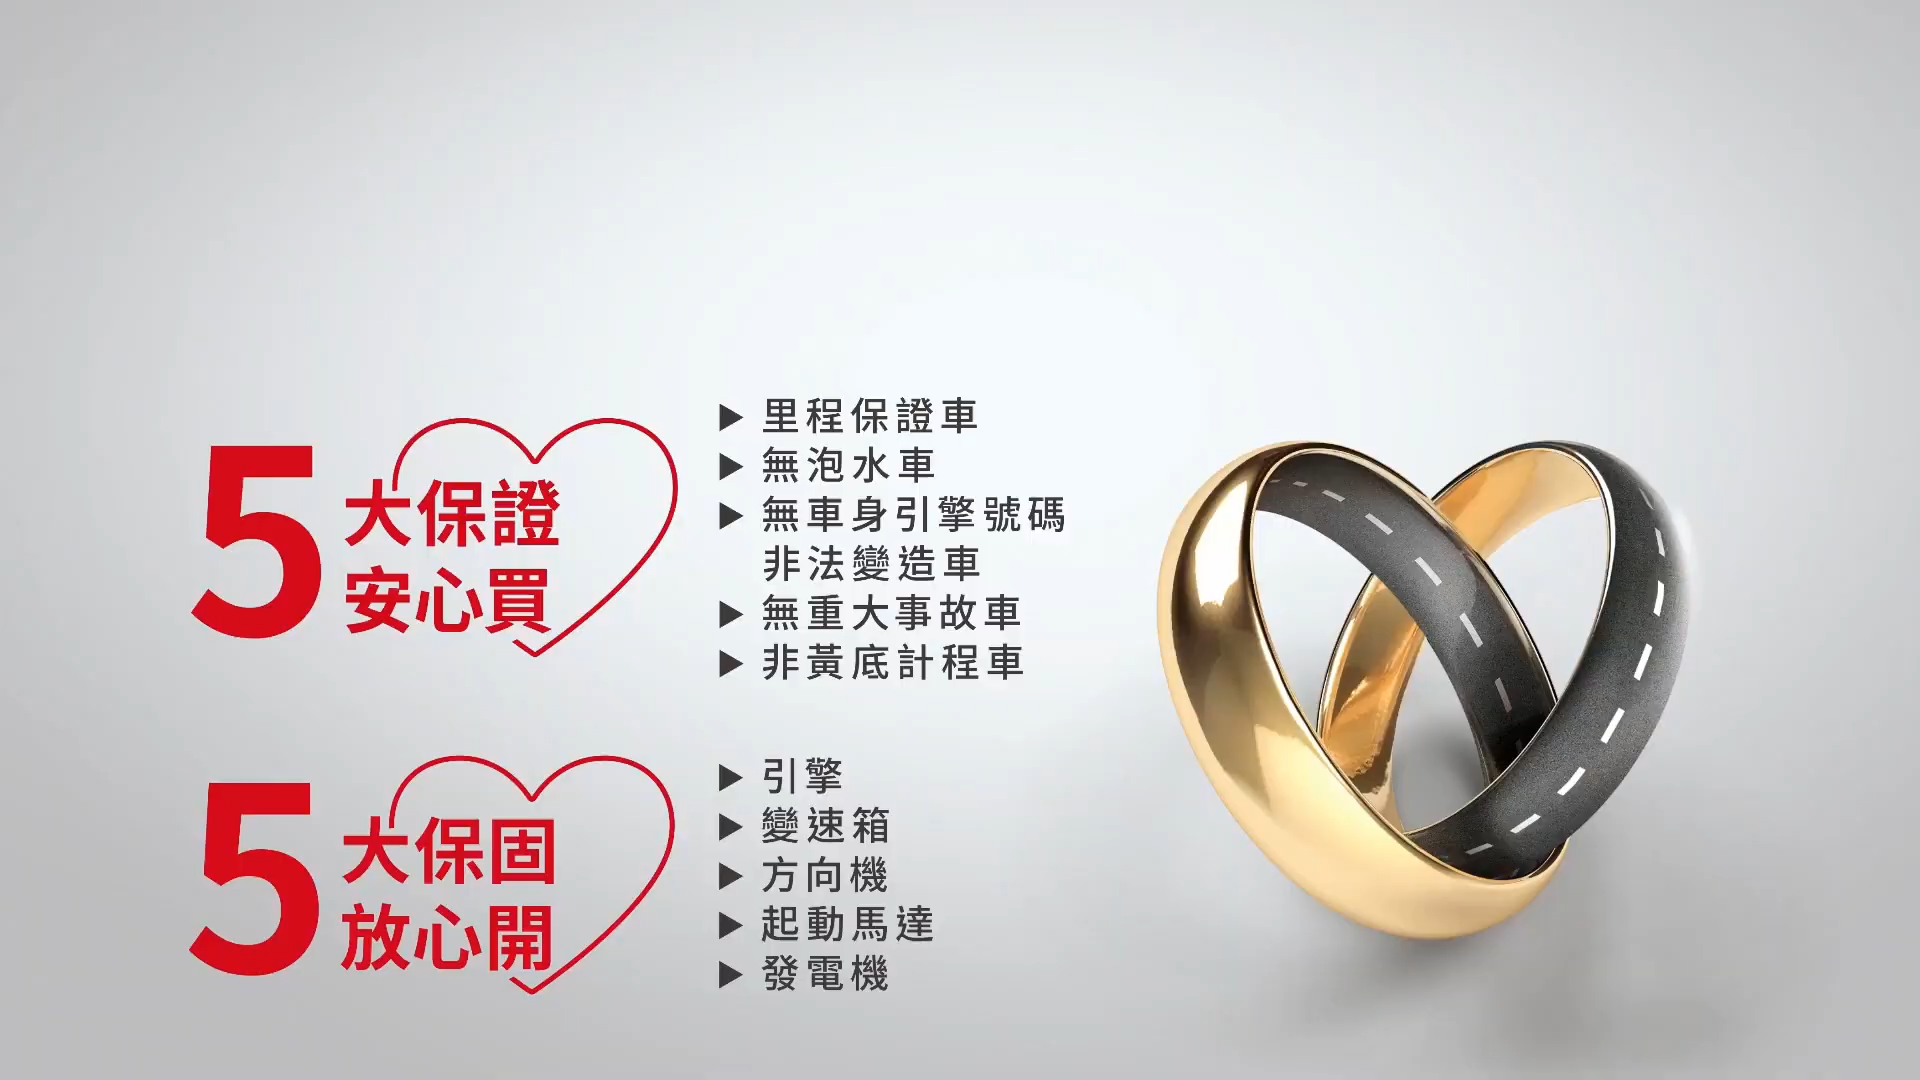 5大保證
安心買
▶ 里程保證車
▶ 無泡水車
▶ 無車身引擎號碼
非法變造車
▶ 無重大事故車
▶ 非黃底計程車
5大保固
放心開
▶ 引擎
▶ 變速箱
▶ 方向機
▶ 起動馬達
▶ 發電機